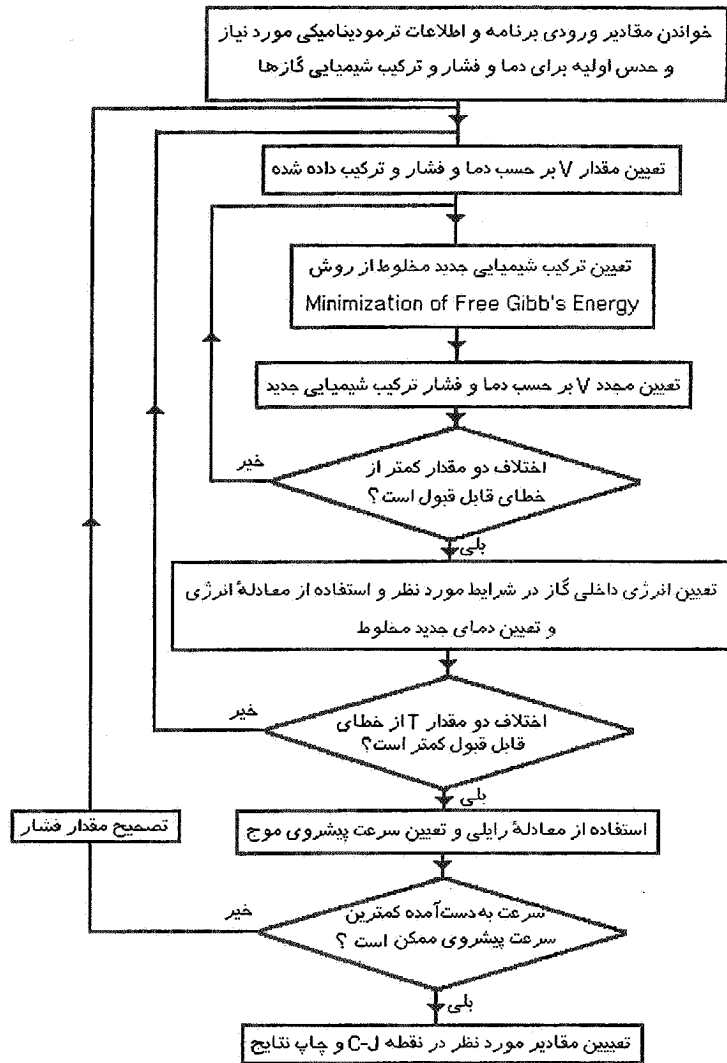 خواندن مقادیر ورودی برنامه و اطلاعات ترمودینامیکی مورد نیاز
و حدس اولیه برای دما و فشار و ترکیب شیمیایی گازها
تعیین مقدار V بر حسب دما و فشار و ترکیب داده شده
تعیین ترکیب شیمیایی جدید مخلوط از روش
Minimization of Free Gibb's Energy
تعیین مجدد V بر حسب دما و فشار ترکیب شیمیایی جدید
اختلاف دو مقدار کمتر از
خطای قابل قبول است؟
خیر
بلی
تعیین انرژی داخلی گاز در شرایط مورد نظر و استفاده از معادلهٔ انرژی
و تعیین دمای جدید مخلوط
اختلاف دو مقدار T از خطای
قابل قبول کمتر است؟
خیر
بلی
استفاده از معادلهٔ رایلی و تعیین سرعت پیشروی موج
تصحیح مقدار فشار
سرعت به‌دست‌آمده کمترین
سرعت پیشروی ممکن است ؟
خیر
بلی
تعییین مقادیر مورد نظر در نقطه C-J و چاپ نتایج